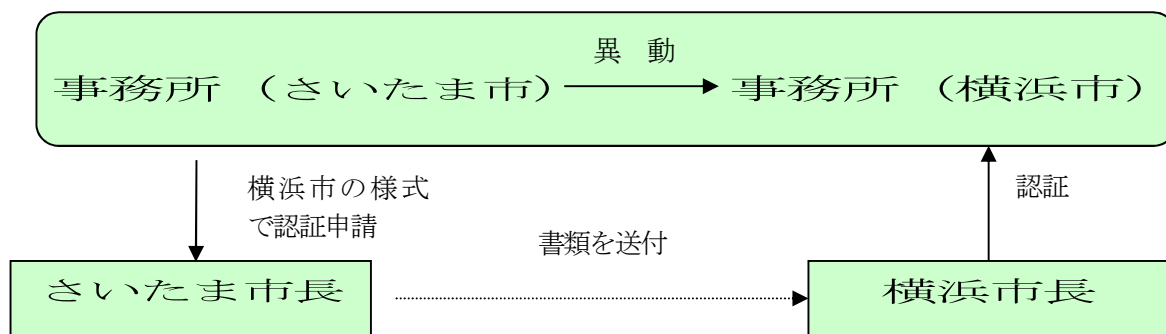 異　動
事務所（さいたま市）
事務所（横浜市）
横浜市の様式
で認証申請
認証
書類を送付
さいたま市長
横浜市長